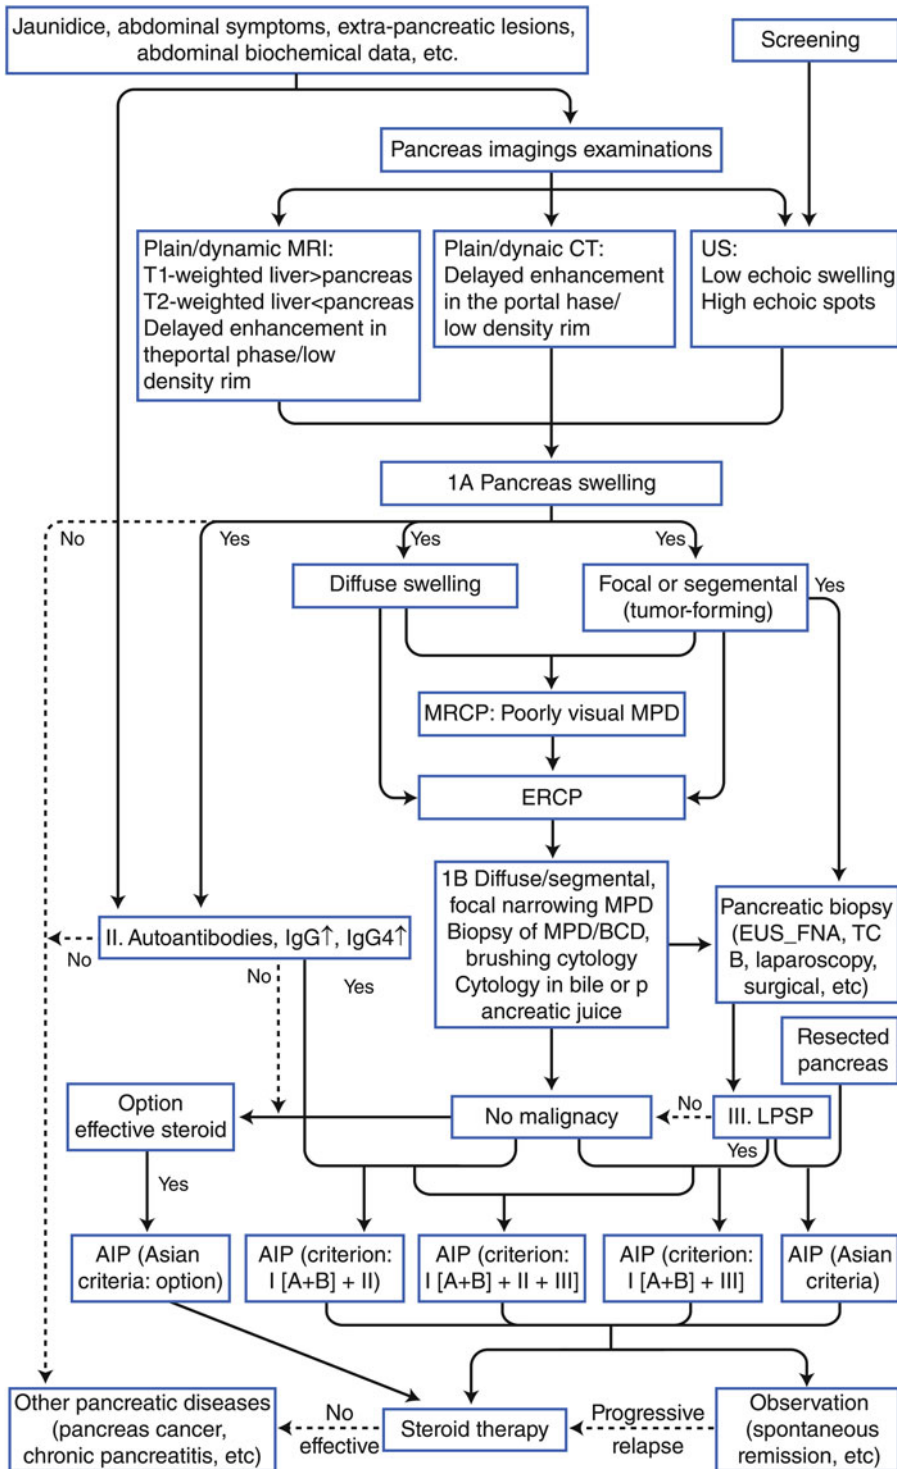 Jaunidice, abdominal symptoms, extra-pancreatic lesions,
abdominal biochemical data, etc.
Screening
Pancreas imagings examinations
Plain/dynamic MRI:
T1-weighted liver>pancreas
T2-weighted liver<pancreas
Delayed enhancement in
theportal phase/low
density rim
Plain/dynaic CT:
Delayed enhancement
in the portal hase/
low density rim
US:
Low echoic swelling
High echoic spots
1A Pancreas swelling
No
Yes
Yes
Yes
Diffuse swelling
Focal or segemental
(tumor-forming)
Yes
MRCP: Poorly visual MPD
ERCP
1B Diffuse/segmental,
focal narrowing MPD
Biopsy of MPD/BCD,
brushing cytology
Cytology in bile or p
ancreatic juice
Pancreatic biopsy
(EUS_FNA, TC
B, laparoscopy,
surgical, etc)
II. Autoantibodies, IgG↑, IgG4↑
No
No
Yes
Resected
pancreas
Option
effective steroid
No malignacy
No
III. LPSP
Yes
Yes
AIP (Asian
criteria: option)
AIP (criterion:
I [A+B] + II)
AIP (criterion:
I [A+B] + II + III]
AIP (criterion:
I [A+B] + III]
AIP (Asian
criteria)
Other pancreatic diseases
(pancreas cancer,
chronic pancreatitis, etc)
No
effective
Steroid therapy
Progressive
relapse
Observation
(spontaneous
remission, etc)